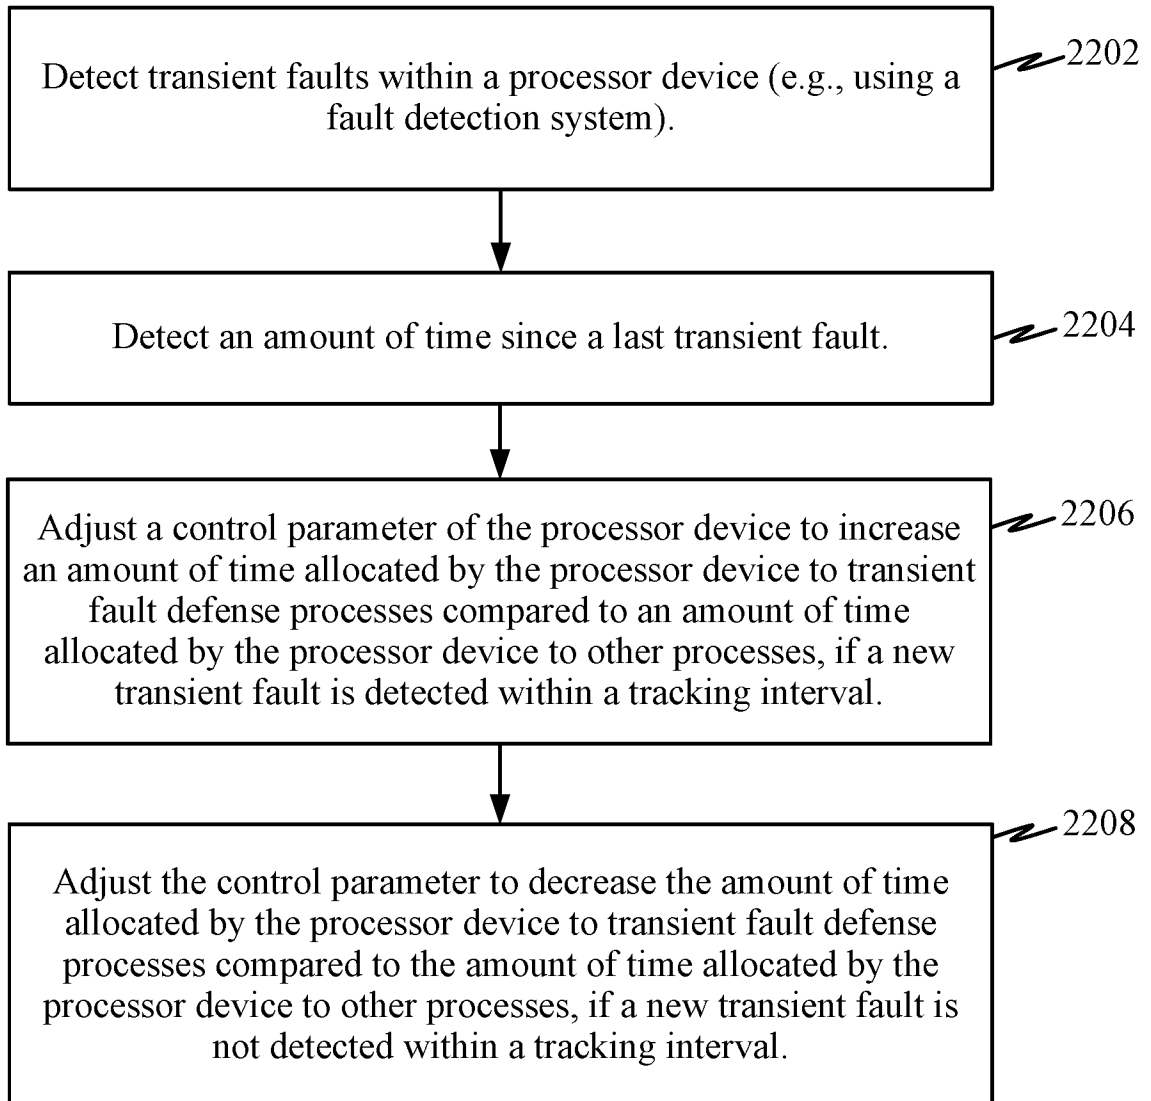 Detect transient faults within a processor device (e.g., using a
fault detection system).
2202
Detect an amount of time since a last transient fault.
2204
Adjust a control parameter of the processor device to increase
an amount of time allocated by the processor device to transient
fault defense processes compared to an amount of time
allocated by the processor device to other processes, if a new
transient fault is detected within a tracking interval.
2206
Adjust the control parameter to decrease the amount of time
allocated by the processor device to transient fault defense
processes compared to the amount of time allocated by the
processor device to other processes, if a new transient fault is
not detected within a tracking interval.
2208